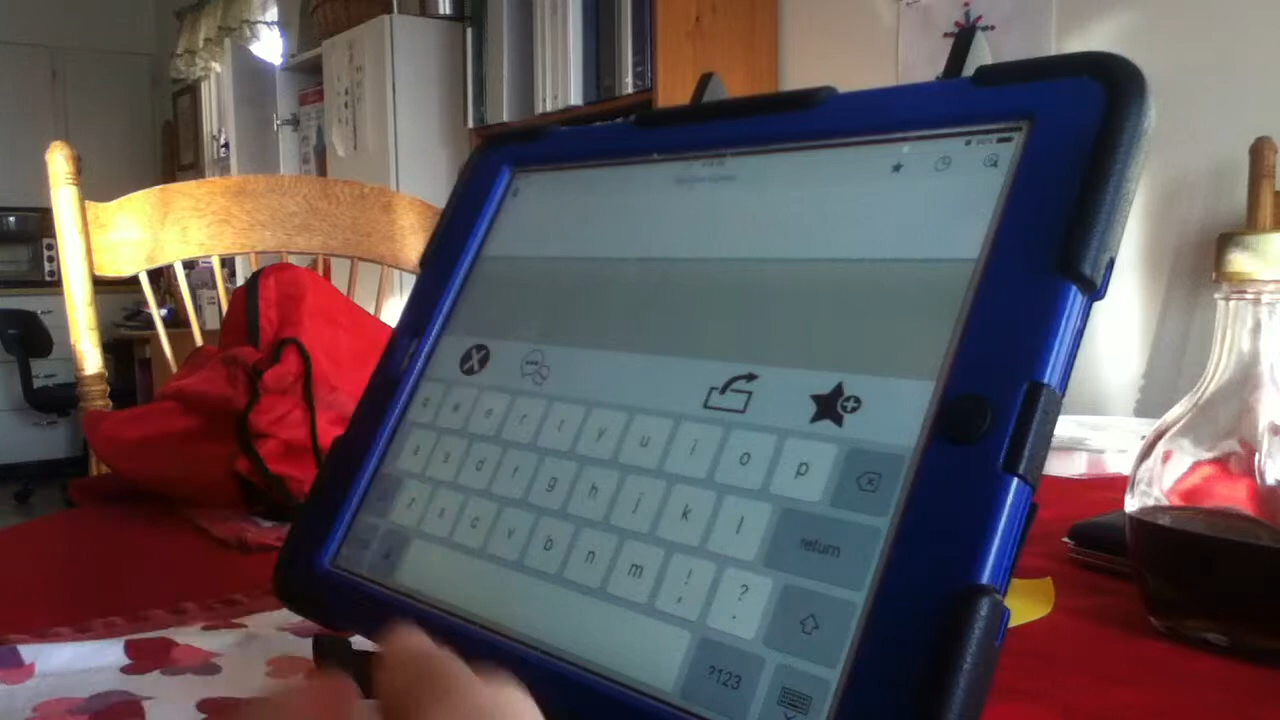 q w e r t y u i o p
a s d f g h j k l return
z x c v b n m ! , ? .
?123